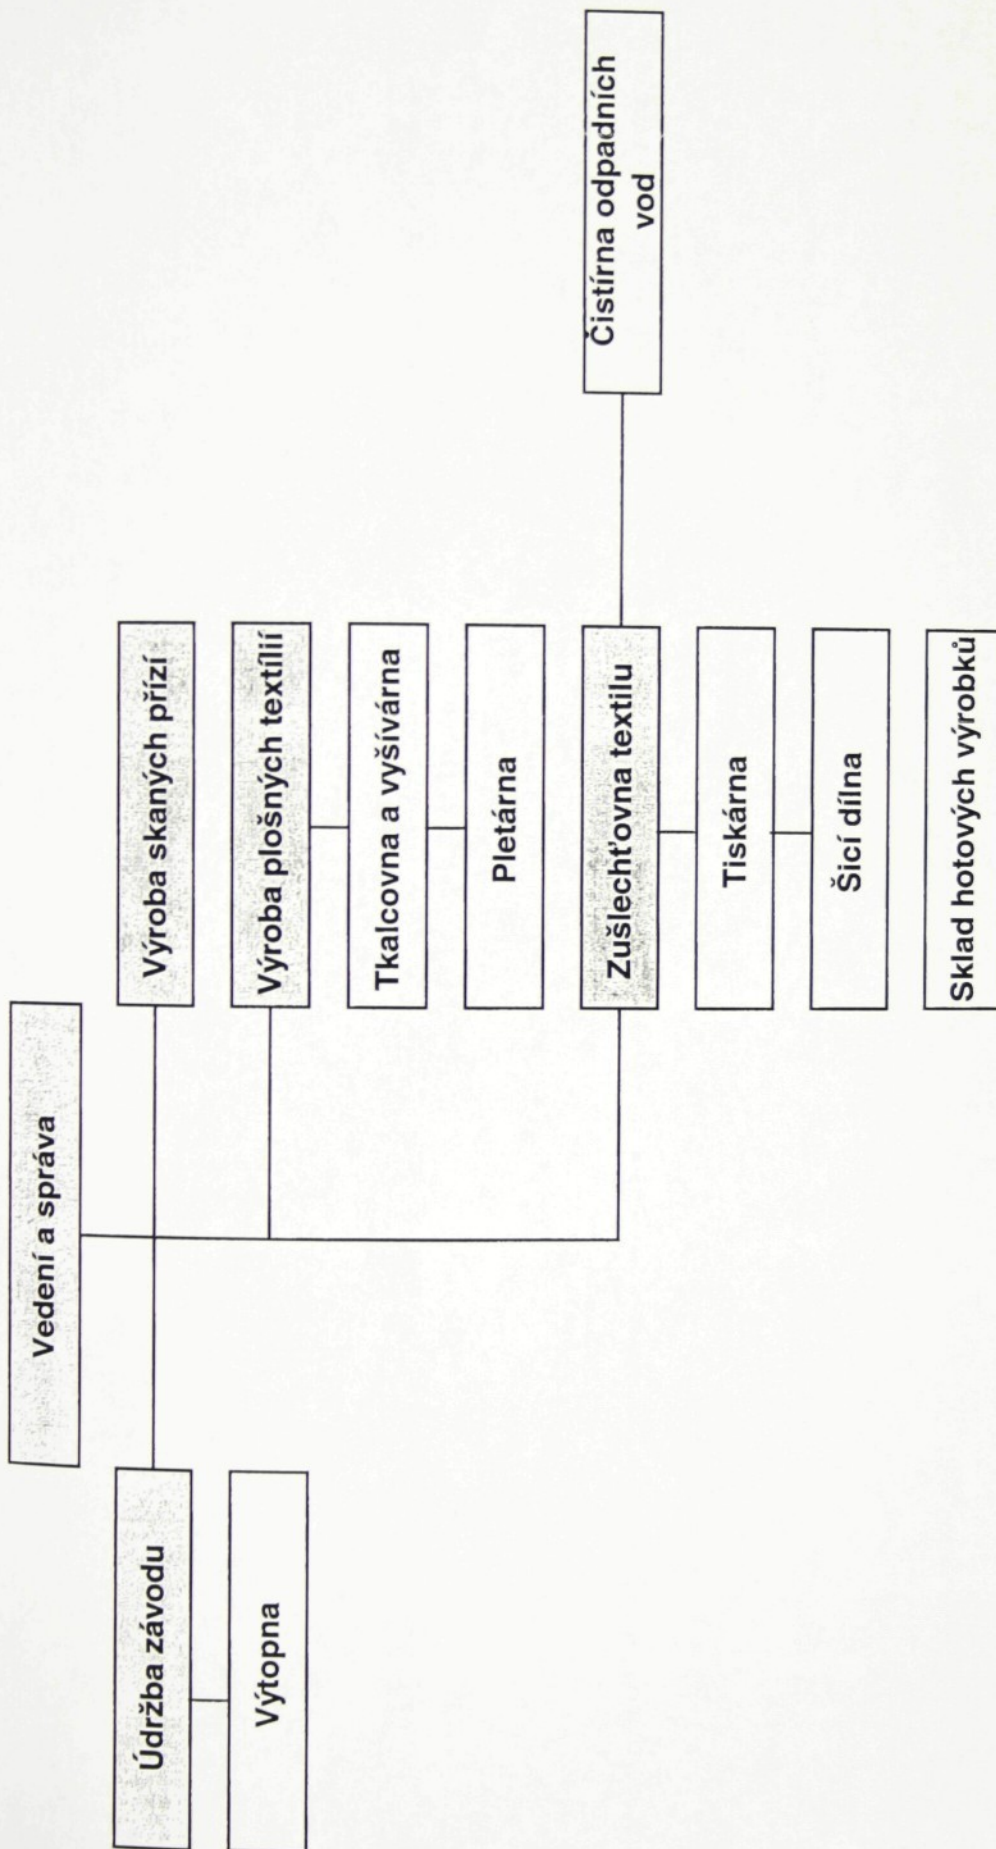 Vedení a správa
Údržba závodu
Výtopna
Výroba skaných přízí
Výroba plošných textílií
Tkalcovna a vyšívárna
Pletárna
Zušlechťovna textilu
Tiskárna
Šicí dílna
Sklad hotových výrobků
Čistírna odpadních
vod